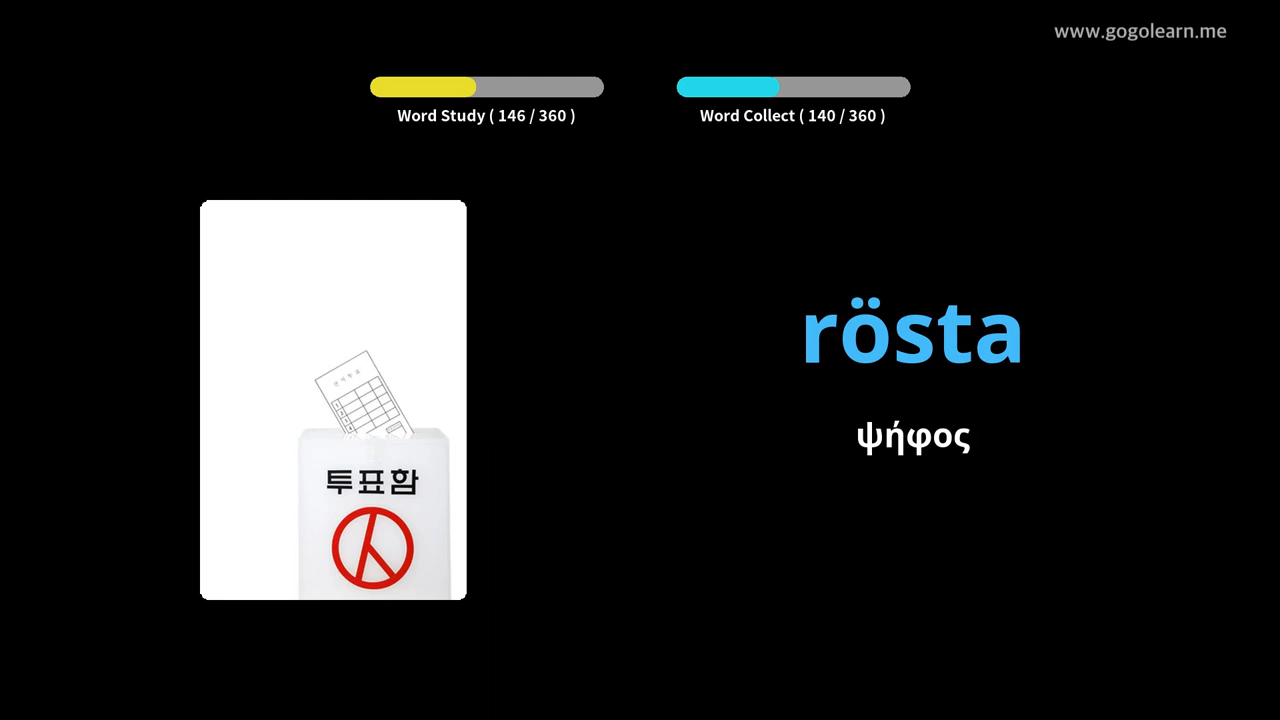 www.gogolearn.me
Word Study ( 146 / 360 )
Word Collect ( 140 / 360 )
rösta
ψήφος
투표함